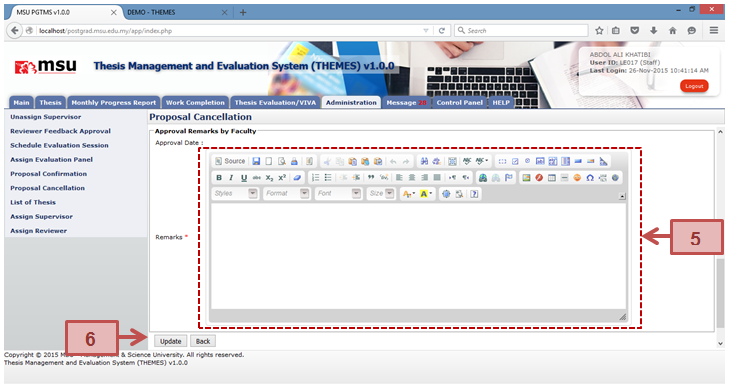 MSU PGTMS v1.0.0
DEMO - THEMES
localhost/postgrad.msu.edu.my/app/index.php
Search
msu
Thesis Management and Evaluation System (THEMES) v1.0.0
ABDOL ALI KHATIBI
User ID: LE017 (Staff)
Last Login: 26-Nov-2015 10:41:14 AM
Logout
Main Thesis Monthly Progress Report Work Completion Thesis Evaluation/VIVA Administration Message 18 Control Panel HELP
Unassign Supervisor
Reviewer Feedback Approval
Schedule Evaluation Session
Assign Evaluation Panel
Proposal Confirmation
Proposal Cancellation
List of Thesis
Assign Supervisor
Assign Reviewer
Proposal Cancellation
Approval Remarks by Faculty
Approval Date :
Source
Styles Format Font Size
Remarks *
5
6
Update Back
Copyright © 2015 MSU - Management & Science University. All rights reserved.
Thesis Management and Evaluation System (THEMES) v1.0.0